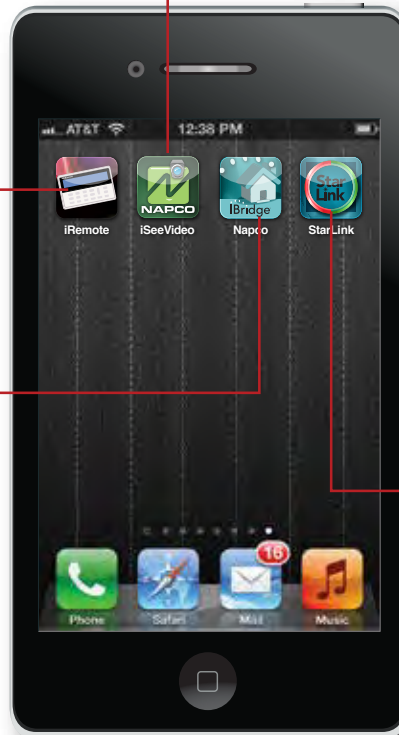 AT&T 12:38 PM
NAPCO IBridge Star Link
iRemote iSeeVideo Napco StarLink
16
Phone Safari Mail Music